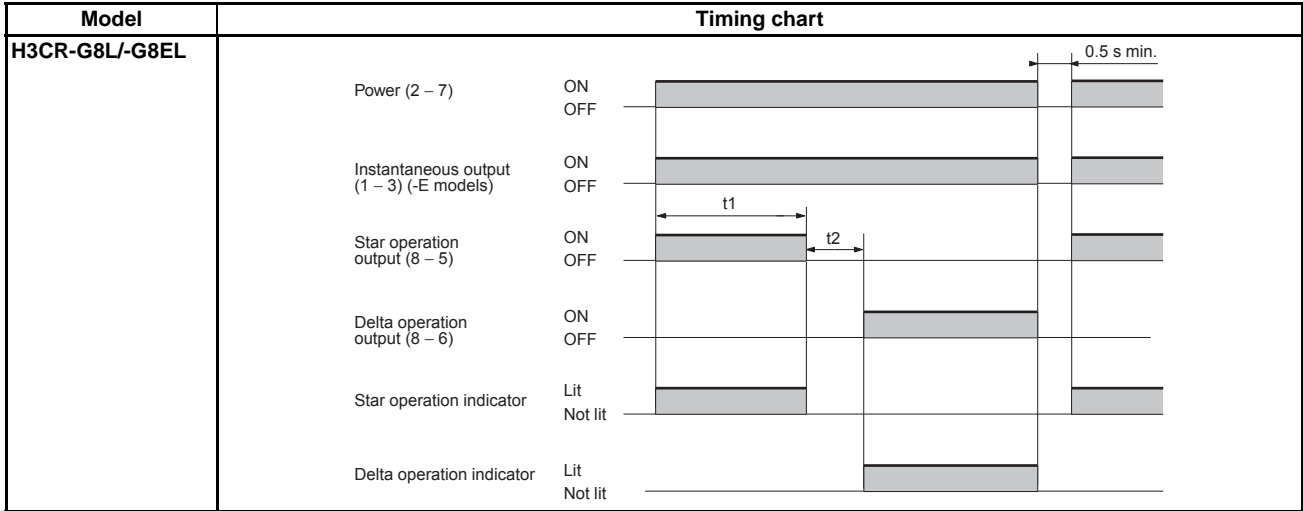 Model
Timing chart
H3CR-G8L/-G8EL
0.5 s min.
Power (2 − 7)
ON
OFF
Instantaneous output
(1 − 3) (-E models)
ON
OFF
t1
Star operation
output (8 − 5)
ON
OFF
t2
Delta operation
output (8 − 6)
ON
OFF
Star operation indicator
Lit
Not lit
Delta operation indicator
Lit
Not lit